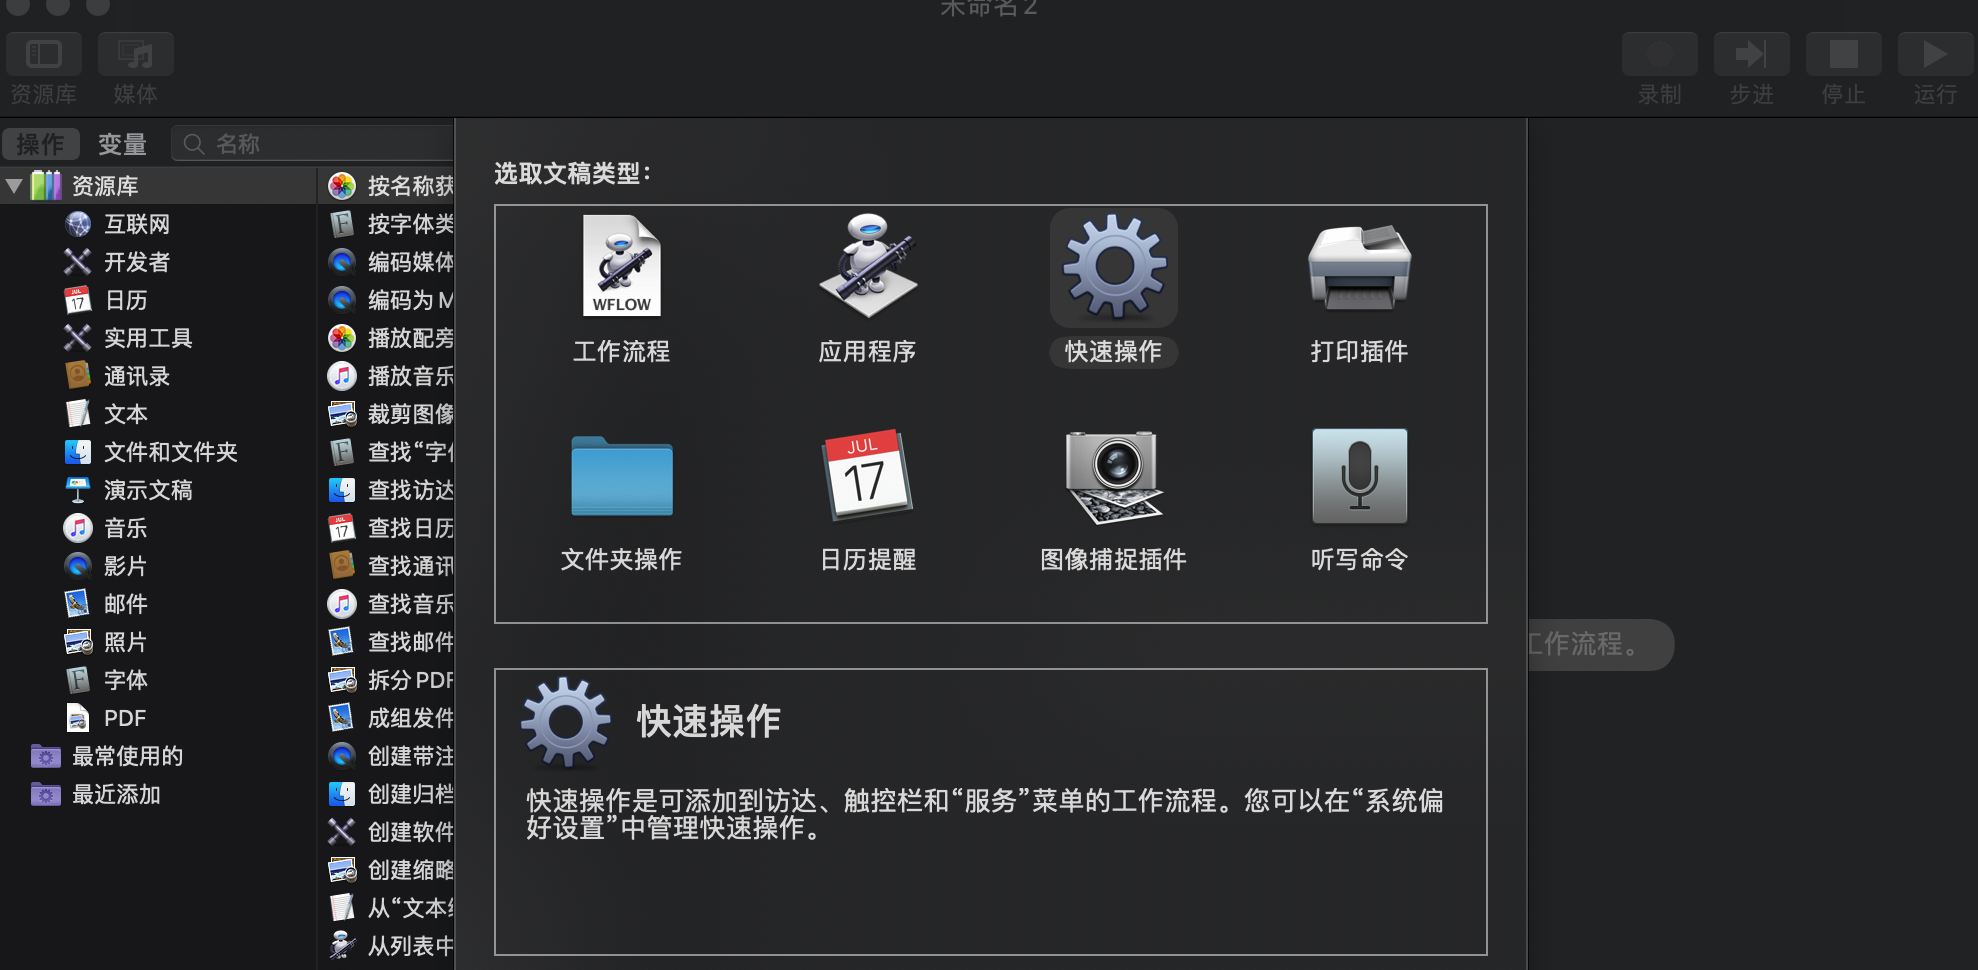 未命名 2
资源库
媒体
录制
步进
停止
运行
操作
变量
名称
资源库
互联网
开发者
日历
实用工具
通讯录
文本
文件和文件夹
演示文稿
音乐
影片
邮件
照片
字体
PDF
最常使用的
最近添加
按名称获
按字体类
编码媒体
编码为 M
播放配旁
播放音乐
裁剪图像
查找“字体
查找访达
查找日历
查找通讯
查找音乐
查找邮件
拆分 PDF
成组发件
创建带注
创建归档
创建软件
创建缩略
从“文本编
从列表中
选取文稿类型：
WFLOW
工作流程
应用程序
快速操作
打印插件
文件夹操作
JUL
17
日历提醒
图像捕捉插件
听写命令
工作流程。
快速操作
快速操作是可添加到访达、触控栏和“服务”菜单的工作流程。您可以在“系统偏
好设置”中管理快速操作。